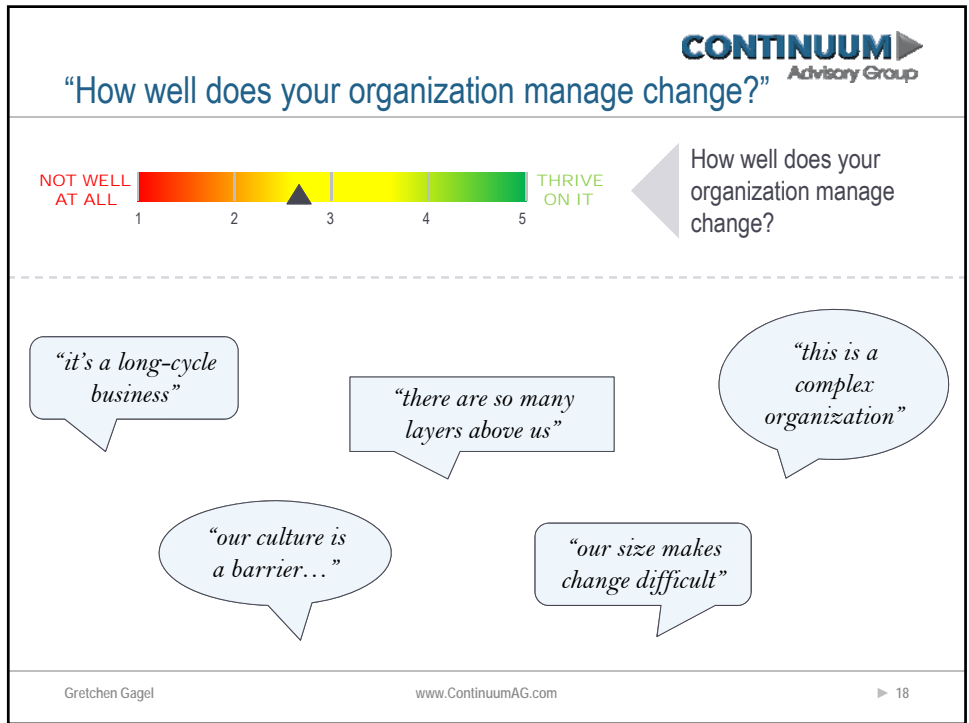 CONTINUUM
Advisory Group
“How well does your organization manage change?”
NOT WELL
AT ALL
1
2
3
4
5
THRIVE
ON IT
How well does your
organization manage
change?
“it’s a long-cycle
business”
“there are so many
layers above us”
“this is a
complex
organization”
“our culture is
a barrier…”
“our size makes
change difficult”
Gretchen Gagel
www.ContinuumAG.com
18